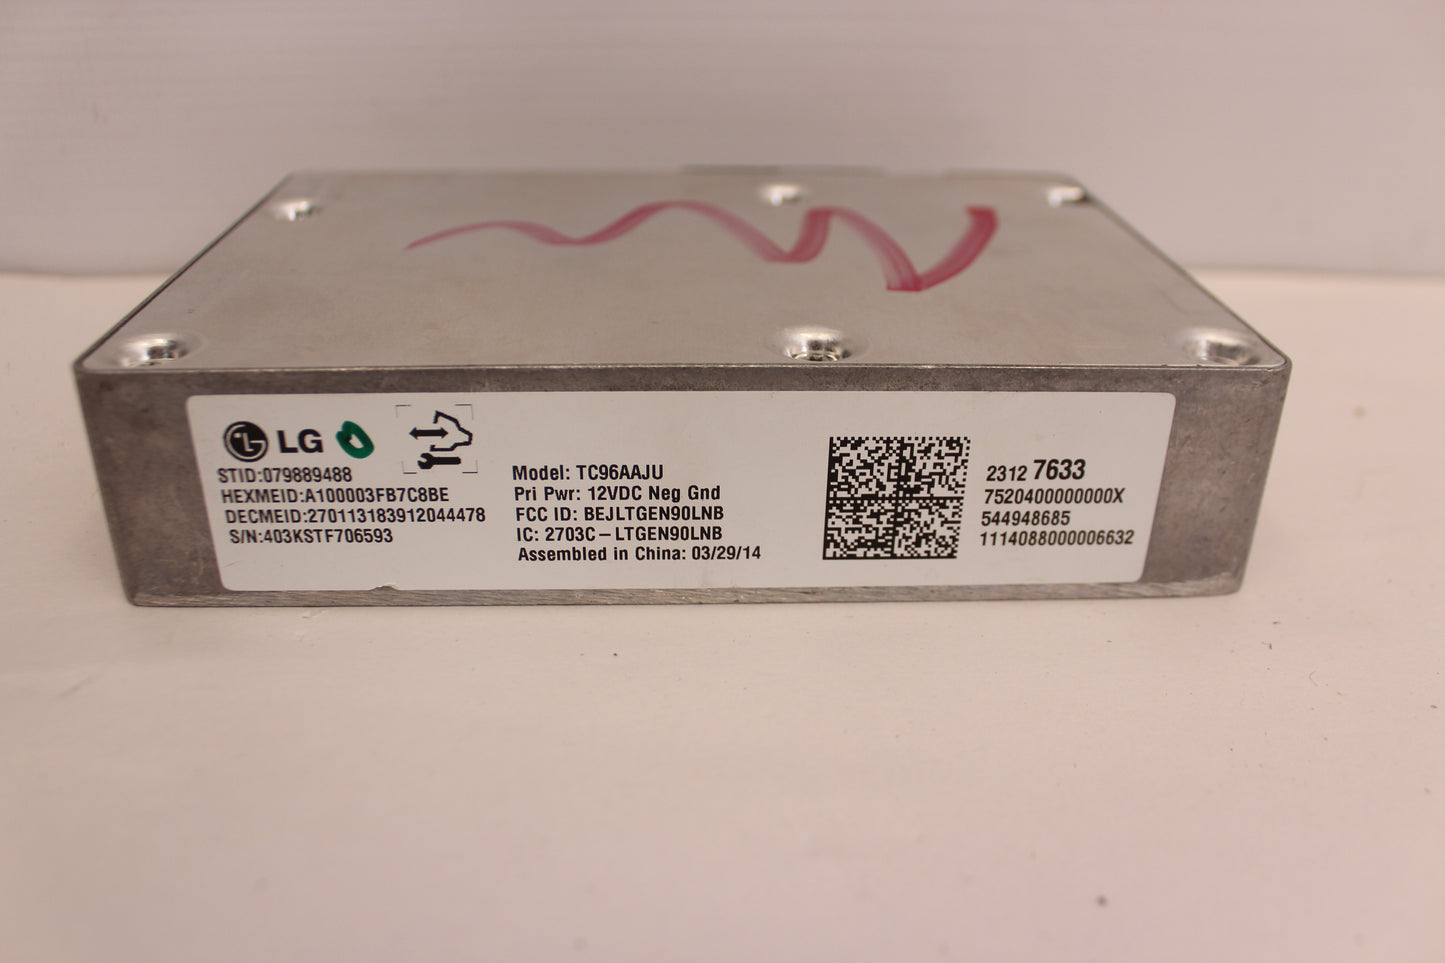 LG
STID:079889488
HEXMEID:A100003FB7C8BE
DECMEID:270113183912044478
S/N:403KSTF706593
Model: TC96AAJU
Pri Pwr: 12VDC Neg Gnd
FCC ID: BEJLTGEN90LNB
IC: 2703C-LTGEN90LNB
Assembled in China: 03/29/14
2312 7633
7520400000000X
544948685
1114088000006632